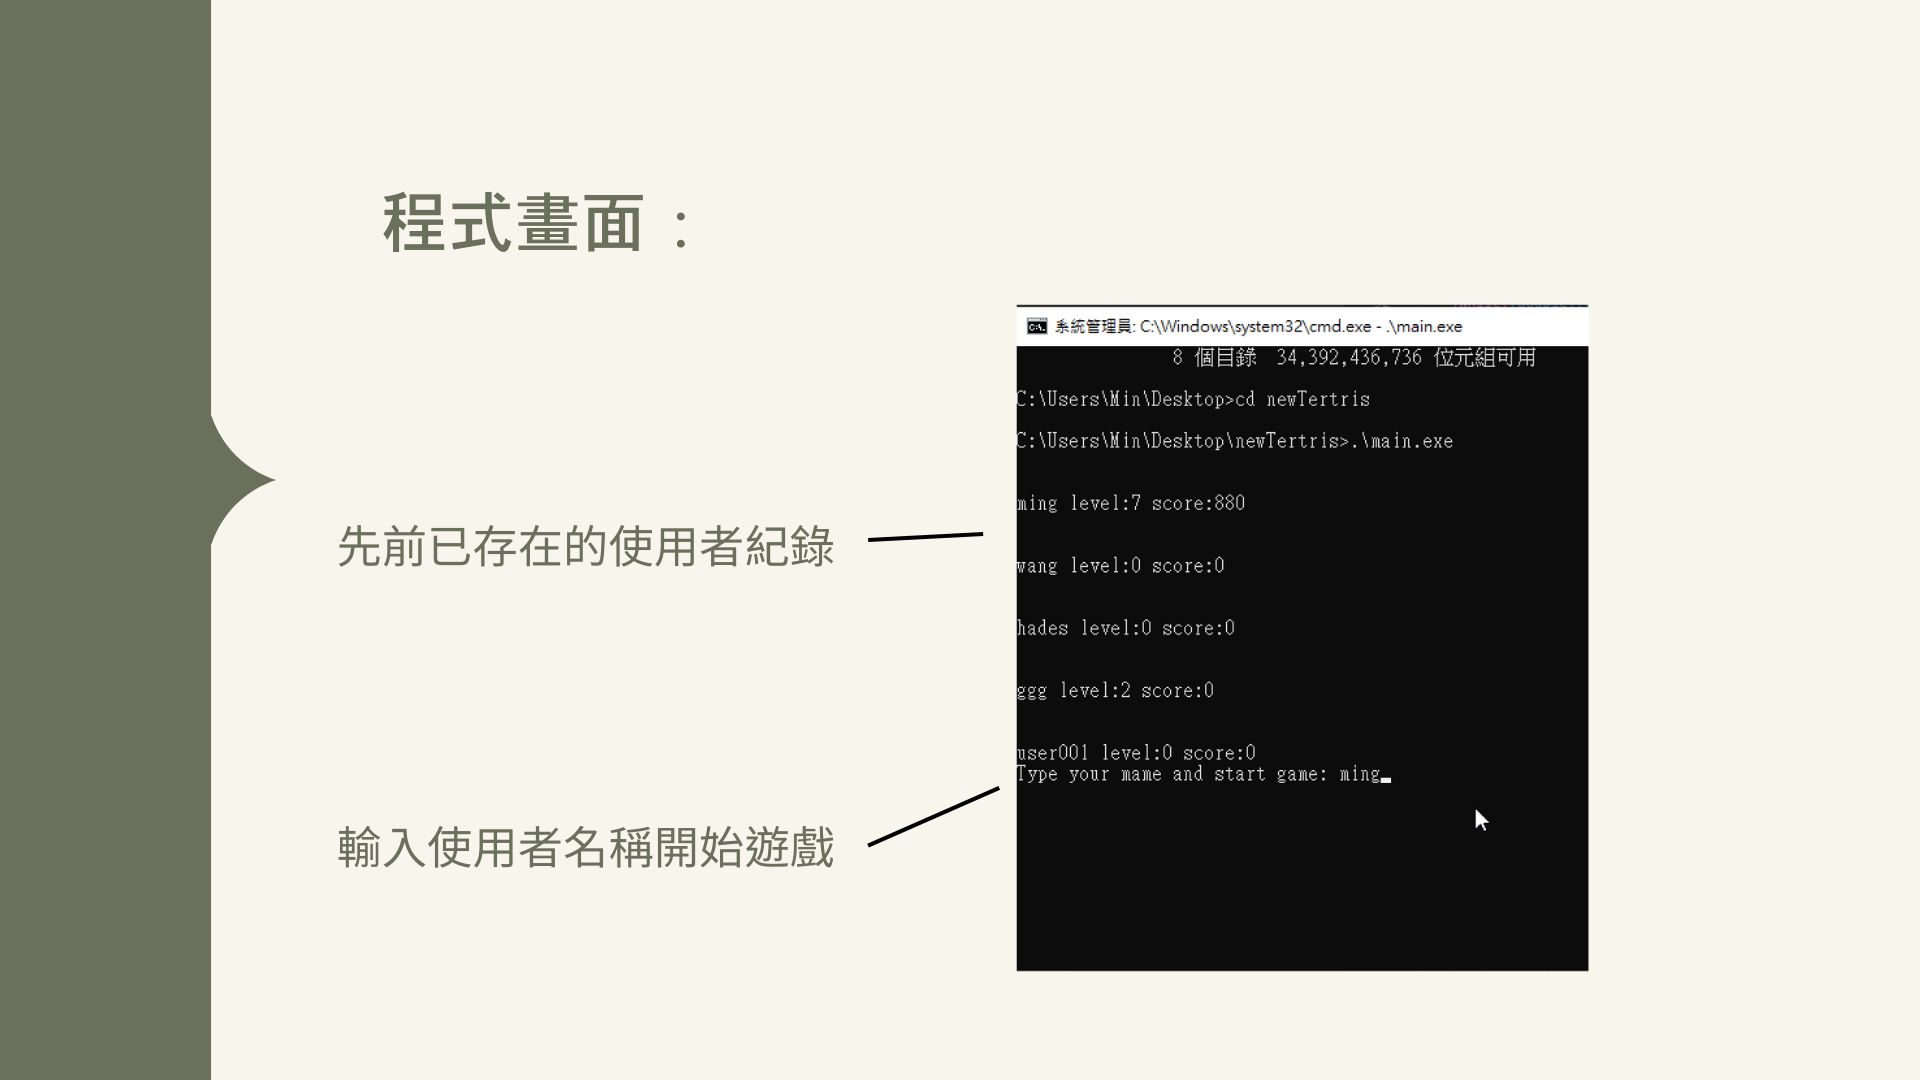 程式畫面：
先前已存在的使用者紀錄
輸入使用者名稱開始遊戲
系統管理員: C:\Windows\system32\cmd.exe - .\main.exe
8 個目錄 34,392,436,736 位元組可用
C:\Users\Min\Desktop>cd newTertris
C:\Users\Min\Desktop\newTertris>.\main.exe
ming level:7 score:880
wang level:0 score:0
hades level:0 score:0
ggg level:2 score:0
user001 level:0 score:0
Type your mame and start game: ming